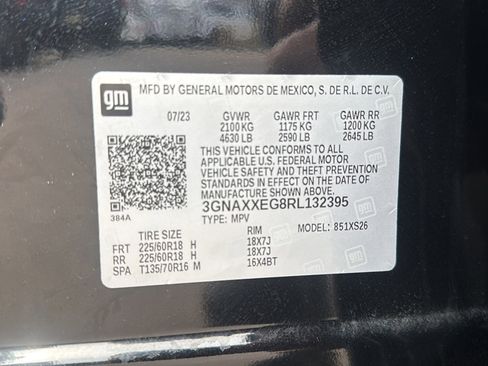 gm MFD BY GENERAL MOTORS DE MEXICO, S. DE R.L. DE C.V.
07/23 GVWR GAWR FRT GAWR RR
2100 KG 1175 KG 1200 KG
4630 LB 2590 LB 2645 LB
THIS VEHICLE CONFORMS TO ALL
APPLICABLE U.S. FEDERAL MOTOR
VEHICLE SAFETY AND THEFT PREVENTION
STANDARDS IN EFFECT ON THE DATE OF
MANUFACTURE SHOWN ABOVE.
384A 3GNAXXEG8RL132395
TYPE: MPV MODEL: 851XS26
TIRE SIZE RIM
FRT 225/60R18 H 18X7J
RR 225/60R18 H 18X7J
SPA T135/70R16 M 16X4BT